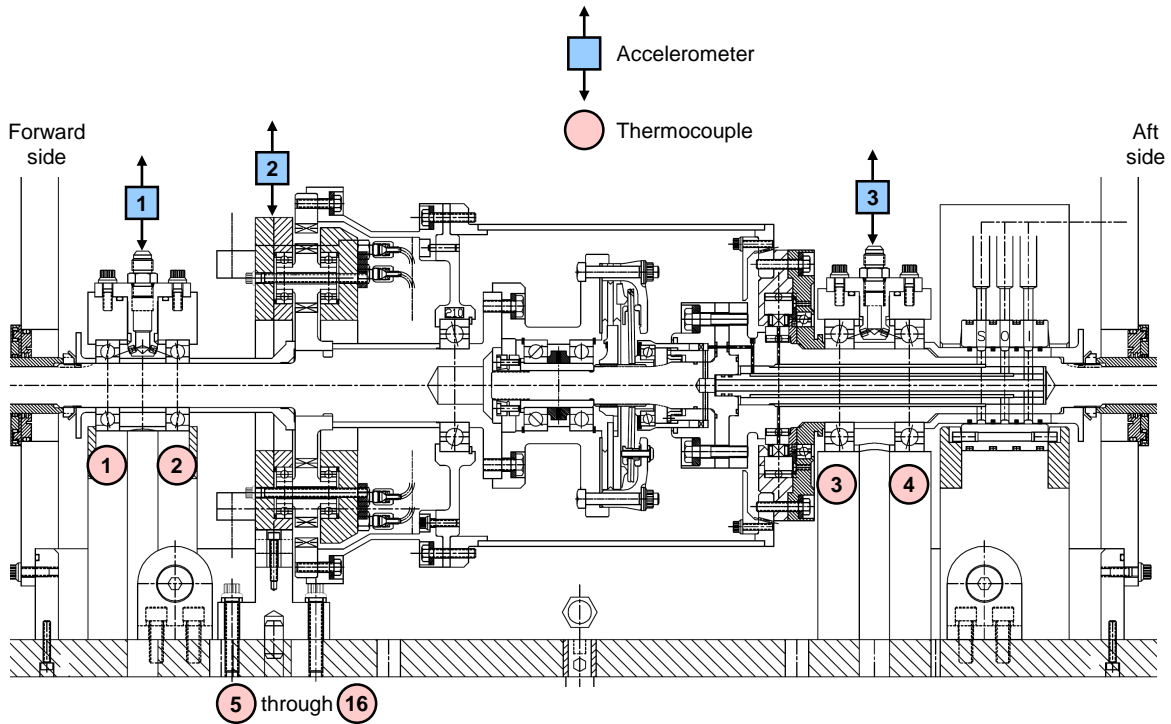 Accelerometer
Thermocouple
Forward
side
Aft
side
1
2
3
S O I
1
2
3
4
5 through 16